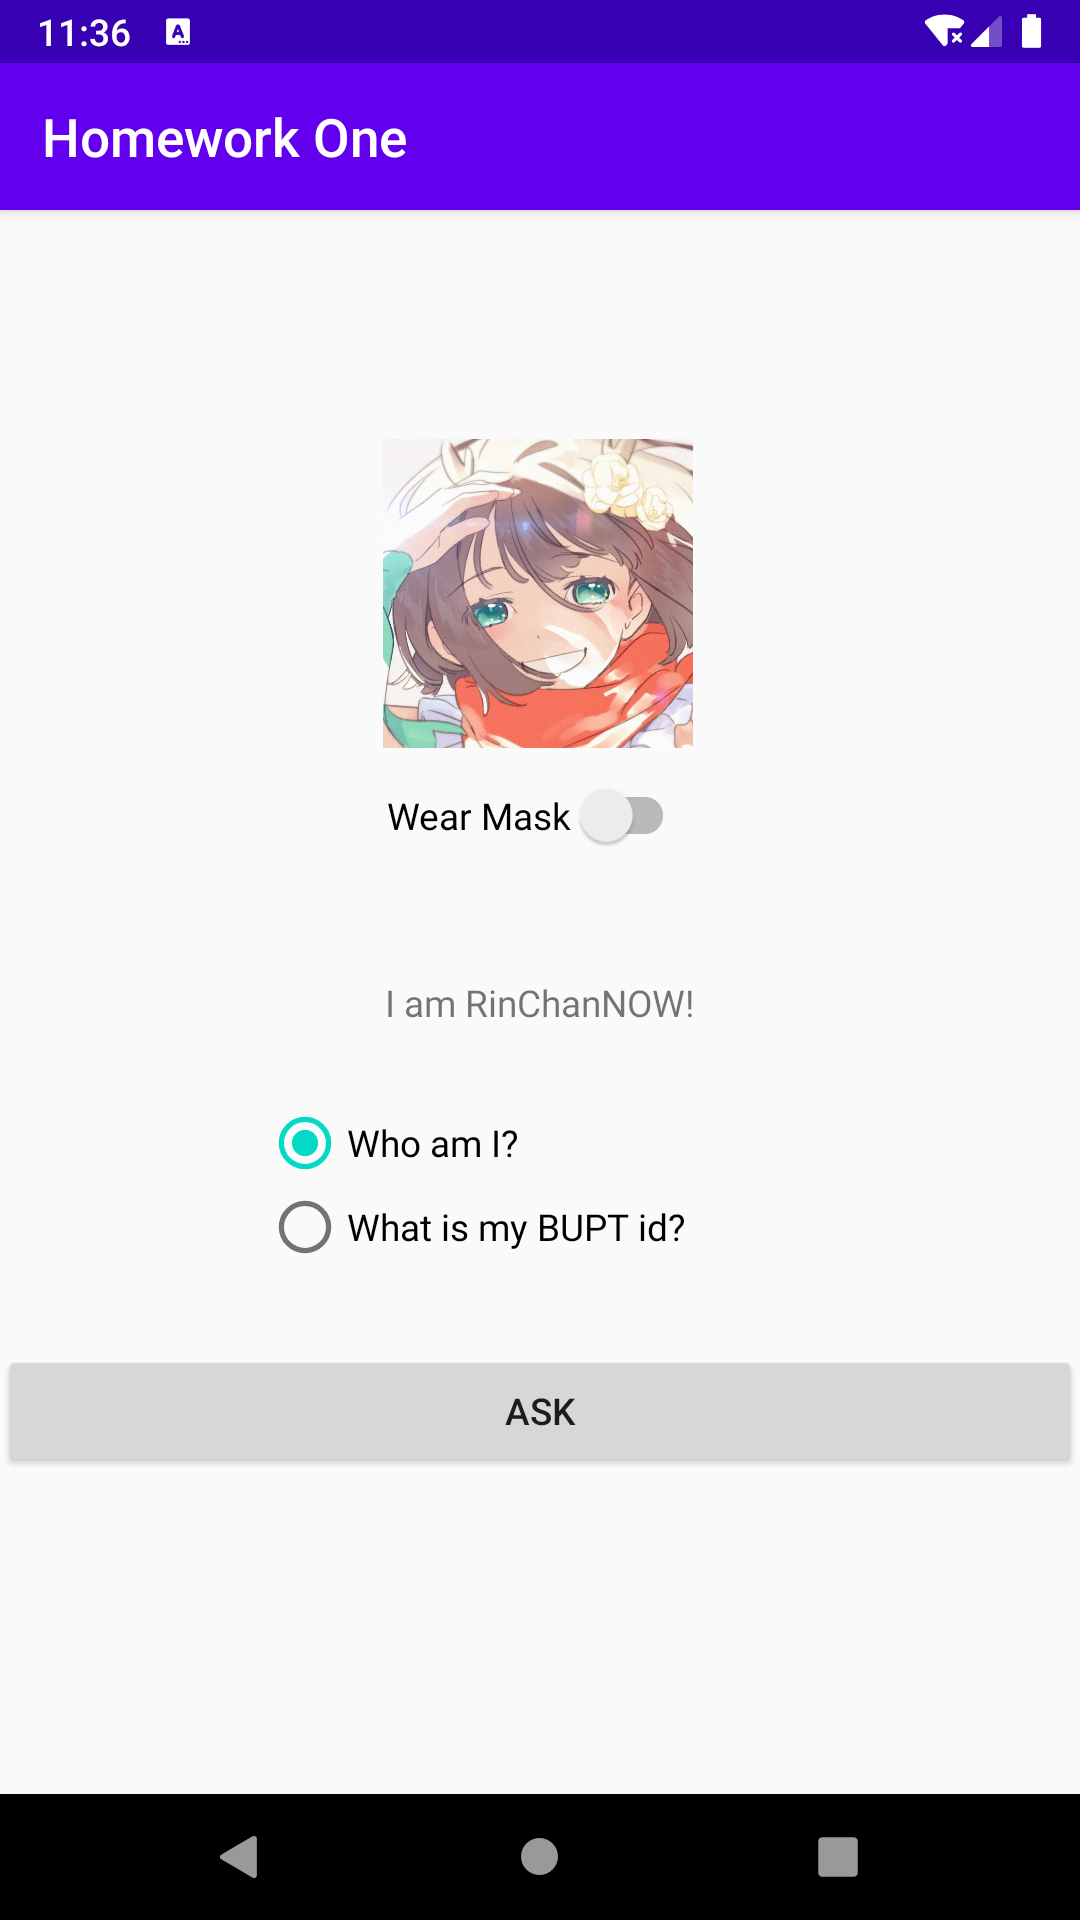 11:36
Homework One
Wear Mask
I am RinChanNOW!
Who am I?
What is my BUPT id?
ASK